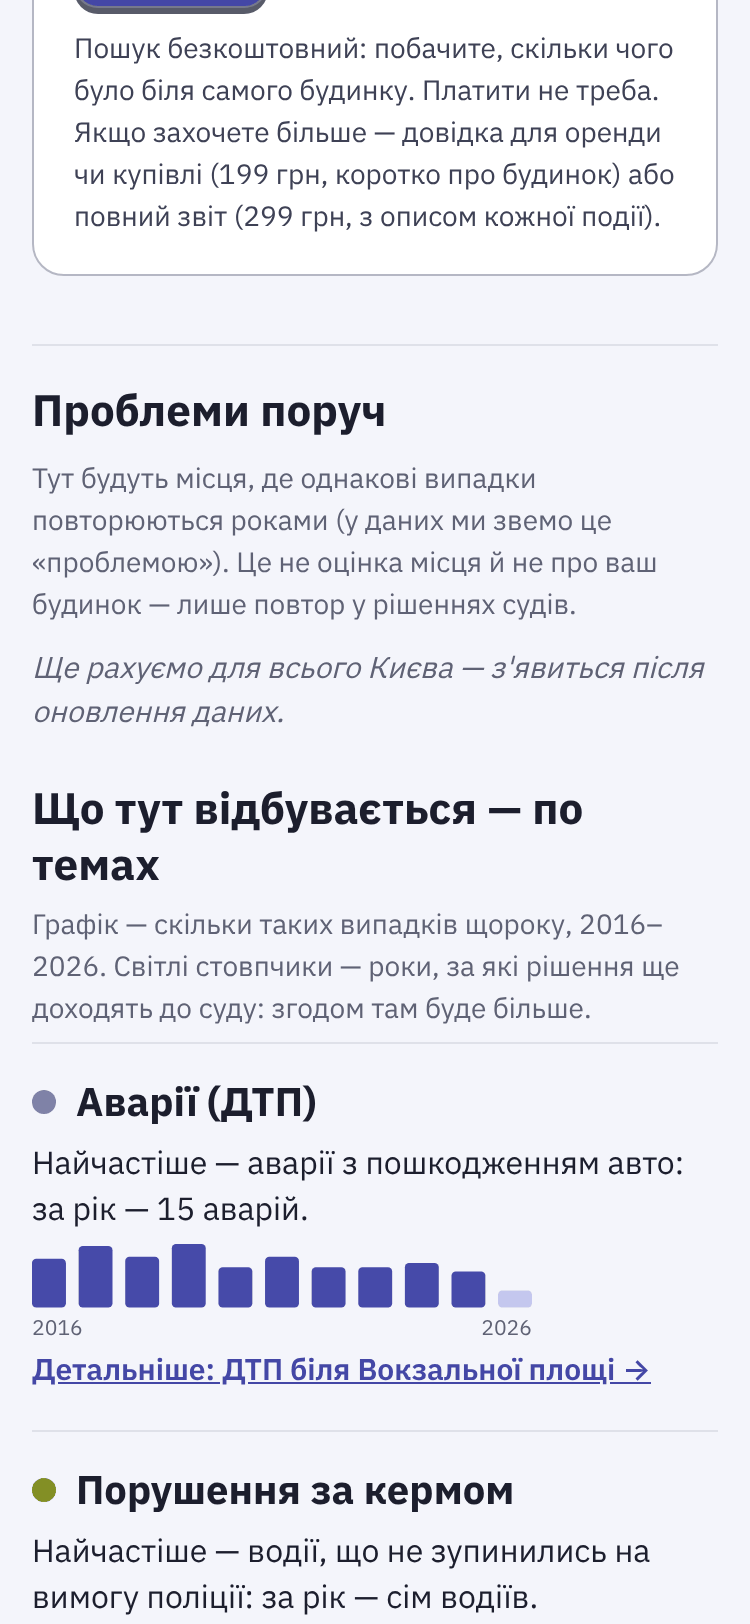 Пошук безкоштовний: побачите, скільки чого
було біля самого будинку. Платити не треба.
Якщо захочете більше — довідка для оренди
чи купівлі (199 грн, коротко про будинок) або
повний звіт (299 грн, з описом кожної події).
Проблеми поруч
Тут будуть місця, де однакові випадки
повторюються роками (у даних ми звемо це
«проблемою»). Це не оцінка місця й не про ваш
будинок — лише повтор у рішеннях судів.
Ще рахуємо для всього Києва — з'явиться після
оновлення даних.
Що тут відбувається — по
темах
Графік — скільки таких випадків щороку, 2016–
2026. Світлі стовпчики — роки, за які рішення ще
доходять до суду: згодом там буде більше.
Аварії (ДТП)
Найчастіше — аварії з пошкодженням авто:
за рік — 15 аварій.
2016 2026
Детальніше: ДТП біля Вокзальної площі →
Порушення за кермом
Найчастіше — водії, що не зупинились на
вимогу поліції: за рік — сім водіїв.